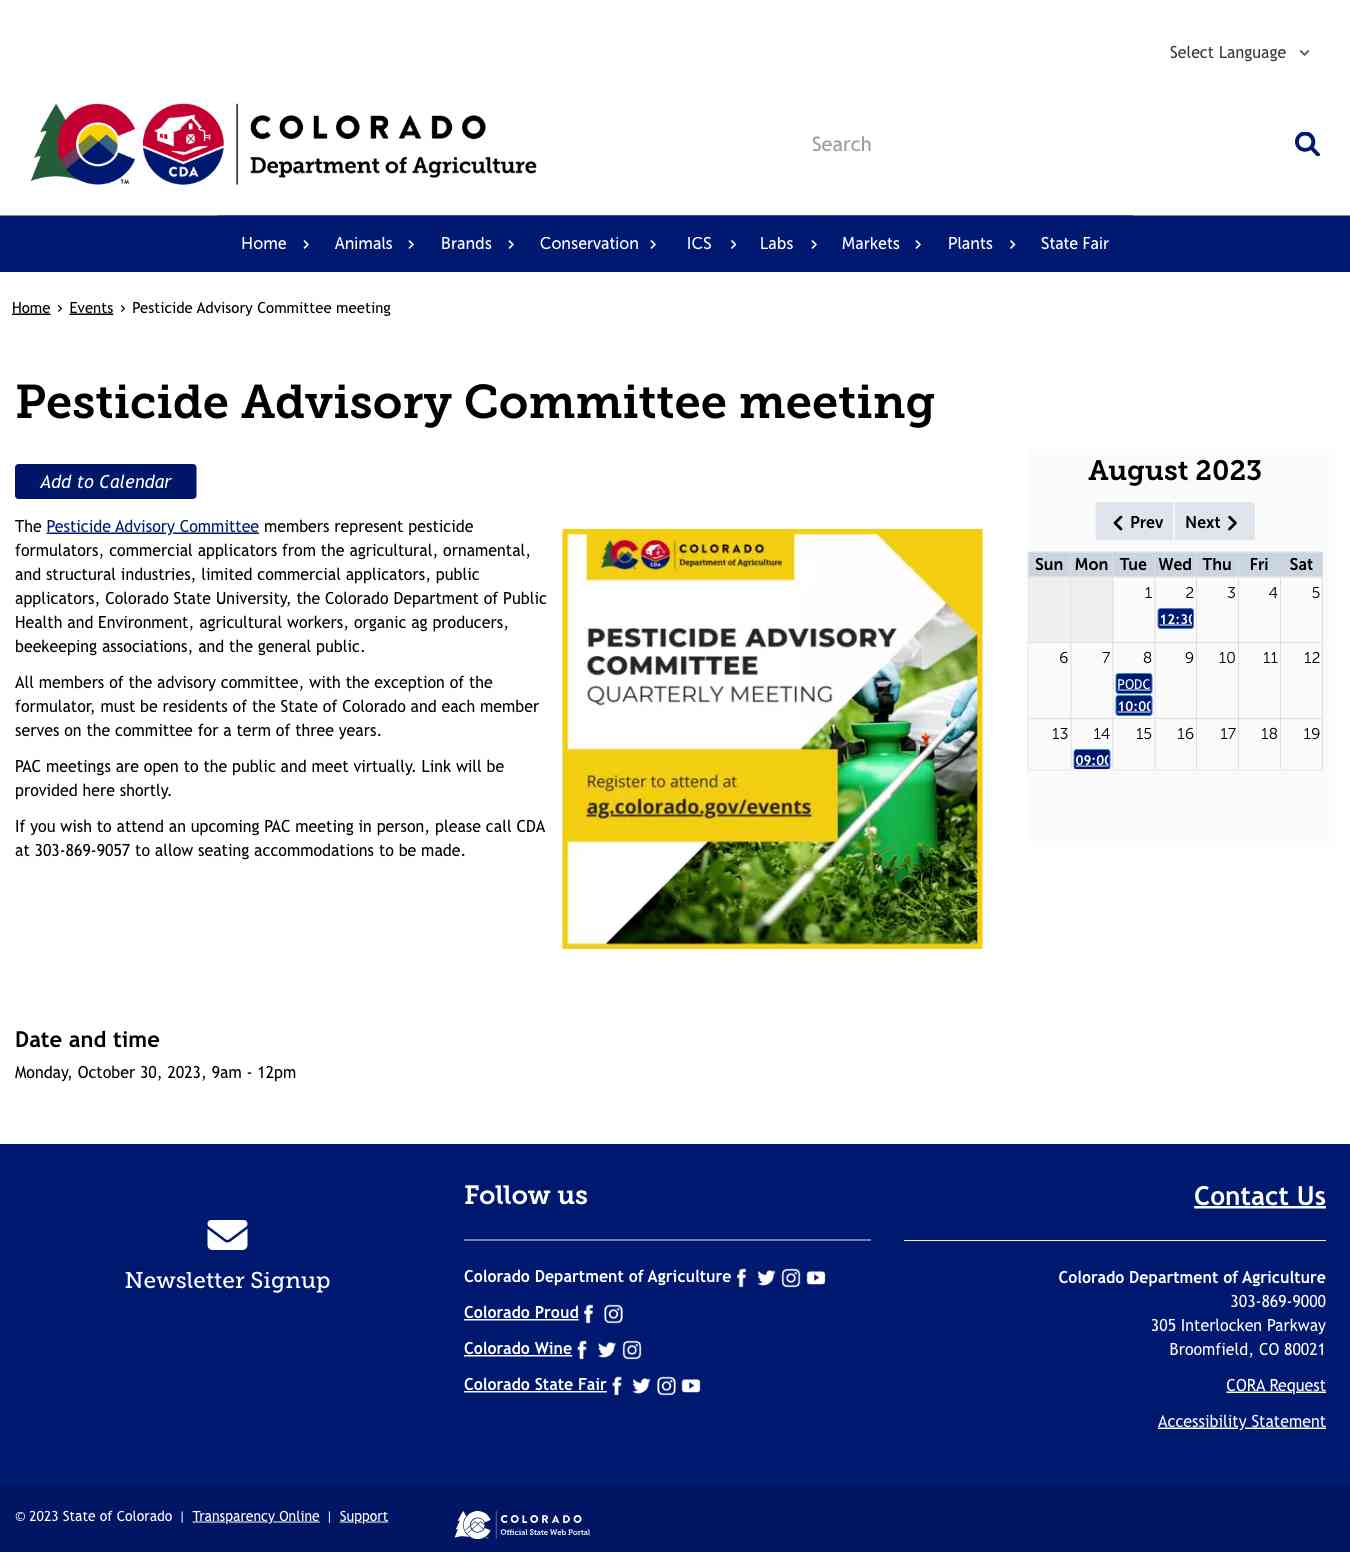 Select Language
COLORADO
Department of Agriculture
CDA
TM
Search
Home Animals Brands Conservation ICS Labs Markets Plants State Fair
Home › Events › Pesticide Advisory Committee meeting
Pesticide Advisory Committee meeting
Add to Calendar
The Pesticide Advisory Committee members represent pesticide
formulators, commercial applicators from the agricultural, ornamental,
and structural industries, limited commercial applicators, public
applicators, Colorado State University, the Colorado Department of Public
Health and Environment, agricultural workers, organic ag producers,
beekeeping associations, and the general public.
All members of the advisory committee, with the exception of the
formulator, must be residents of the State of Colorado and each member
serves on the committee for a term of three years.
PAC meetings are open to the public and meet virtually. Link will be
provided here shortly.
If you wish to attend an upcoming PAC meeting in person, please call CDA
at 303-869-9057 to allow seating accommodations to be made.
COLORADO
Department of Agriculture
PESTICIDE ADVISORY
COMMITTEE
QUARTERLY MEETING
Register to attend at
ag.colorado.gov/events
August 2023
Prev Next
Sun Mon Tue Wed Thu Fri Sat
1 2 3 4 5
12:30
6 7 8 9 10 11 12
PODC
10:00
13 14 15 16 17 18 19
09:00
Date and time
Monday, October 30, 2023, 9am - 12pm
Newsletter Signup
Follow us
Colorado Department of Agriculture
Colorado Proud
Colorado Wine
Colorado State Fair
Contact Us
Colorado Department of Agriculture
303-869-9000
305 Interlocken Parkway
Broomfield, CO 80021
CORA Request
Accessibility Statement
© 2023 State of Colorado | Transparency Online | Support
COLORADO
Official State Web Portal